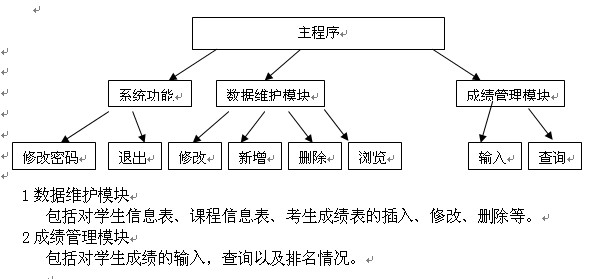 主程序
系统功能 数据维护模块 成绩管理模块
修改密码 退出 修改 新增 删除 浏览 输入 查询
1 数据维护模块
包括对学生信息表、课程信息表、考生成绩表的插入、修改、删除等。
2 成绩管理模块
包括对学生成绩的输入，查询以及排名情况。